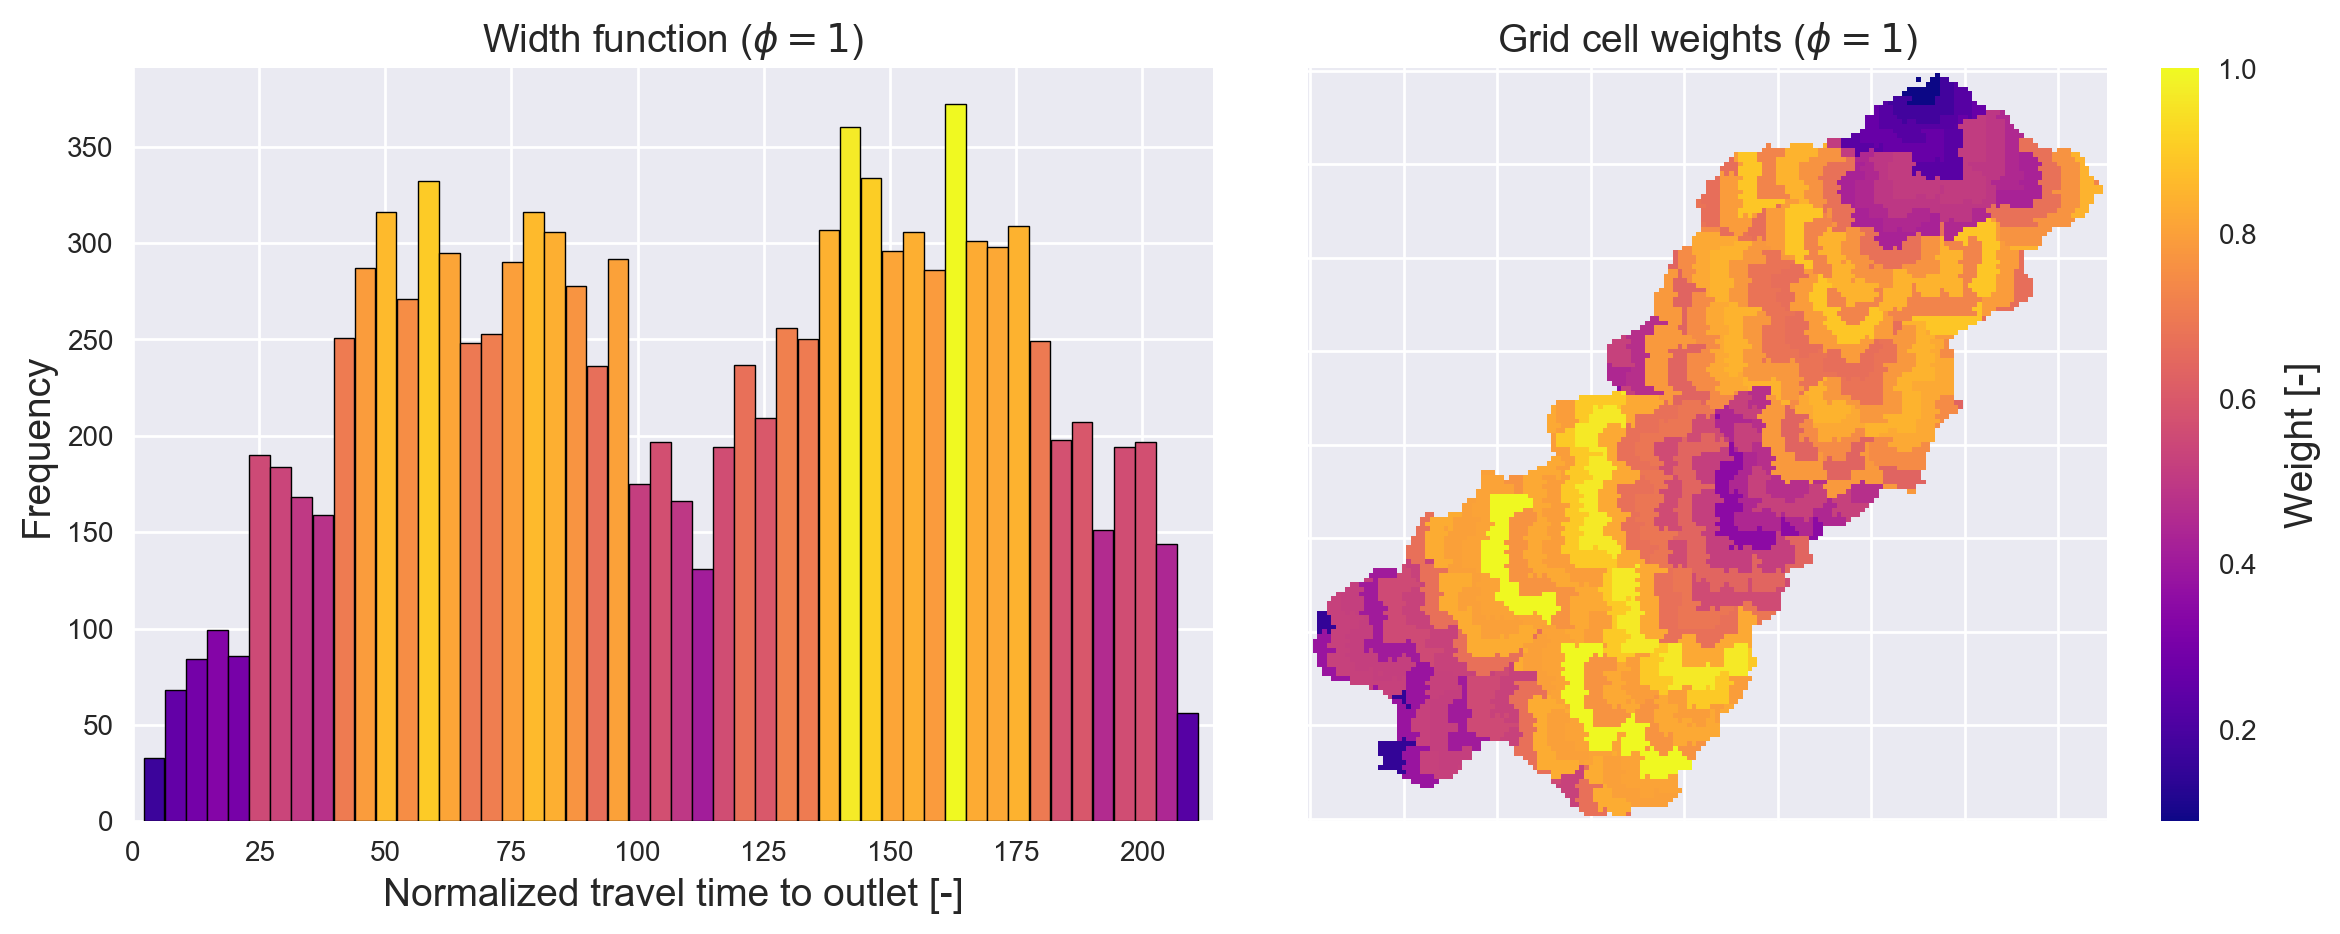 Width function (ϕ = 1)
350
300
250
200
150
100
50
0
Frequency
0 25 50 75 100 125 150 175 200
Normalized travel time to outlet [-]
Grid cell weights (ϕ = 1)
1.0
0.8
0.6
0.4
0.2
Weight [-]